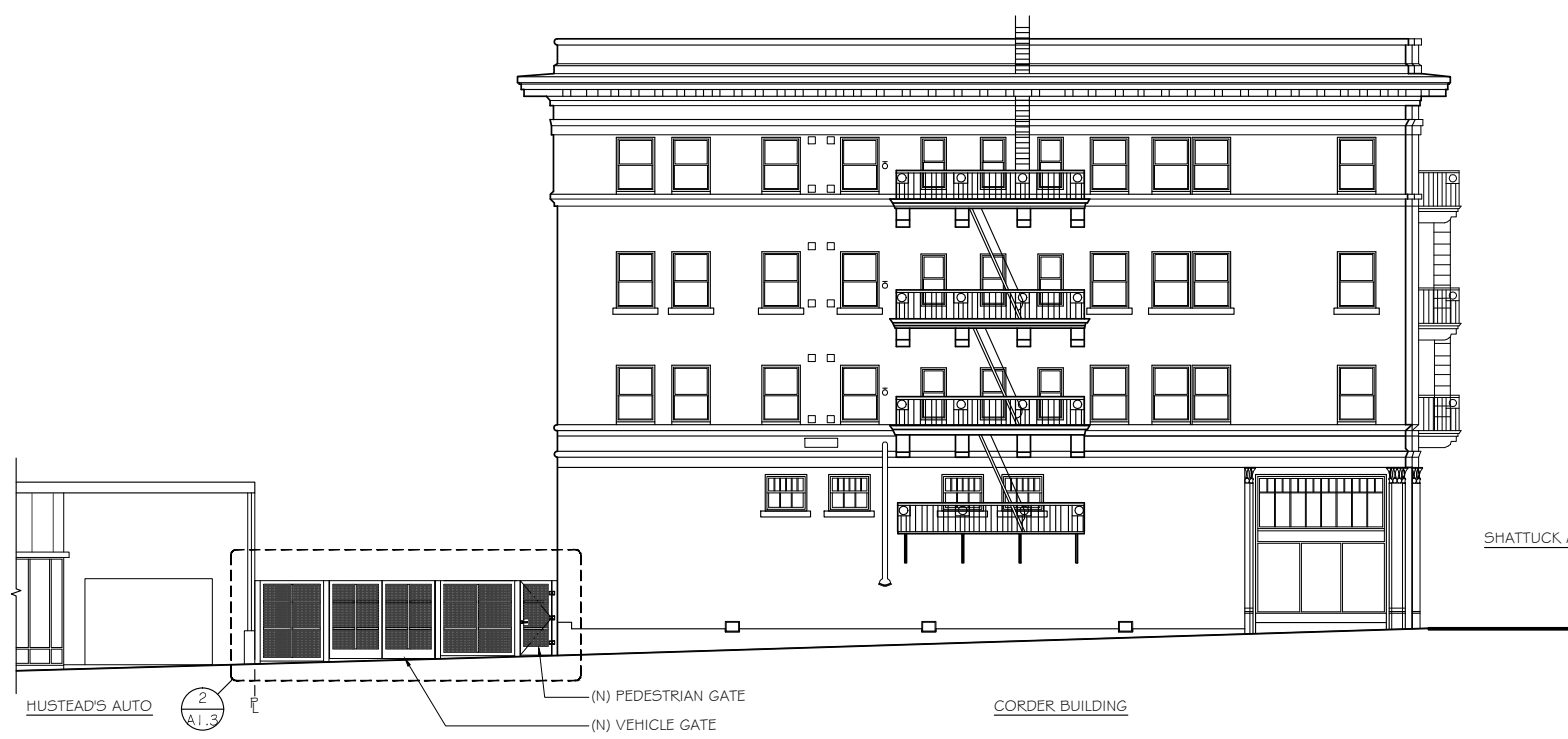 SHATTUCK
HUSTEAD'S AUTO
2
A1.3
PL
(N) PEDESTRIAN GATE
(N) VEHICLE GATE
CORDER BUILDING